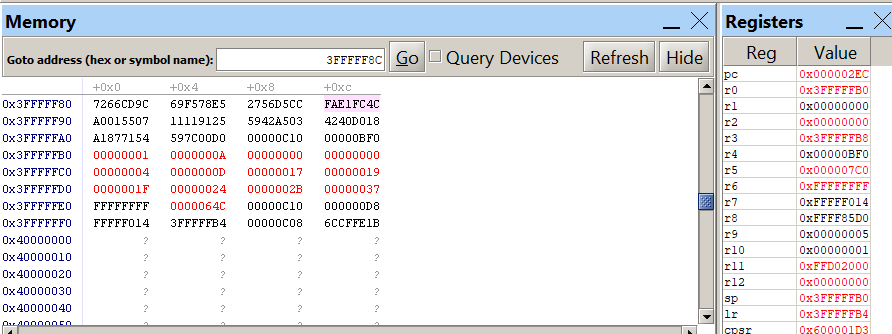 Memory
Goto address (hex or symbol name): 3FFFFF8C Go Query Devices Refresh Hide
+0x0 +0x4 +0x8 +0xc
0x3FFFFF80 7266CD9C 69F578E5 2756D5CC FAE1FC4C
0x3FFFFF90 A0015507 11119125 5942A503 4240D018
0x3FFFFFA0 A1877154 597C00D0 00000C10 00000BF0
0x3FFFFFB0 00000001 0000000A 00000000 00000000
0x3FFFFFC0 00000004 0000000D 00000017 00000019
0x3FFFFFD0 0000001F 00000024 0000002B 00000037
0x3FFFFFE0 FFFFFFFF 0000064C 00000C10 000000D8
0x3FFFFFF0 FFFFF014 3FFFFFB4 00000C08 6CCFFE1B
0x40000000 ? ? ? ?
0x40000010 ? ? ? ?
0x40000020 ? ? ? ?
0x40000030 ? ? ? ?
0x40000040 ? ? ? ?
0x40000050 ? ? ? ?
Registers
Reg Value
pc 0x000002EC
r0 0x3FFFFFB0
r1 0x00000000
r2 0x00000000
r3 0x3FFFFFB8
r4 0x00000BF0
r5 0x000007C0
r6 0xFFFFFFFF
r7 0xFFFFF014
r8 0xFFFF85D0
r9 0x00000005
r10 0x00000001
r11 0xFFD02000
r12 0x00000000
sp 0x3FFFFFB0
lr 0x3FFFFFB4
cpsr 0x600001D3